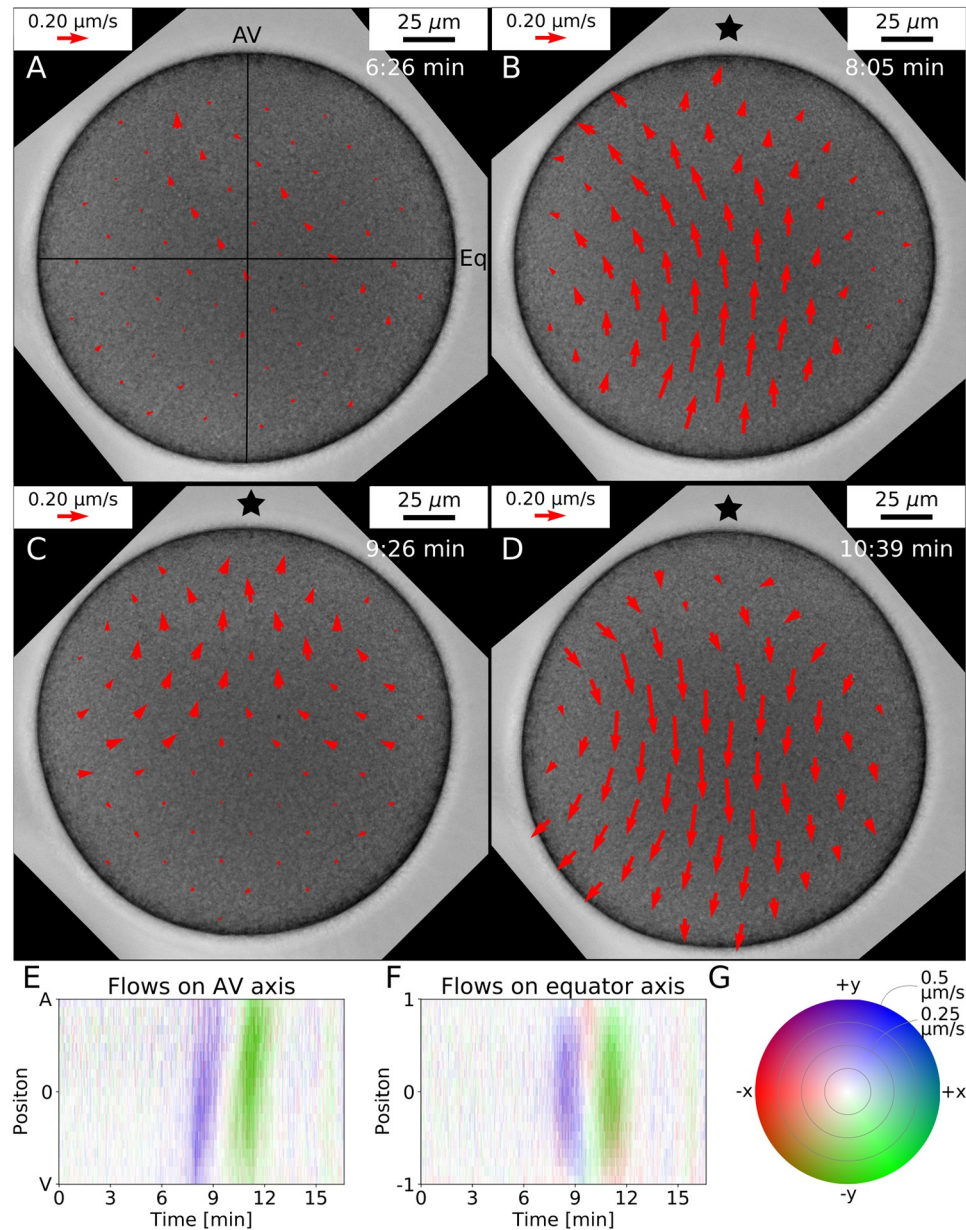 0.20 μm/s
25 μm
A
AV
6:26 min
Eq
0.20 μm/s
25 μm
B
8:05 min
0.20 μm/s
25 μm
C
9:26 min
0.20 μm/s
25 μm
D
10:39 min
E
Flows on AV axis
A
0
V
Positon
0 3 6 9 12 15
Time [min]
F
Flows on equator axis
1
0
-1
Positon
0 3 6 9 12 15
Time [min]
G
+y
0.5
μm/s
0.25
μm/s
-x
+x
-y